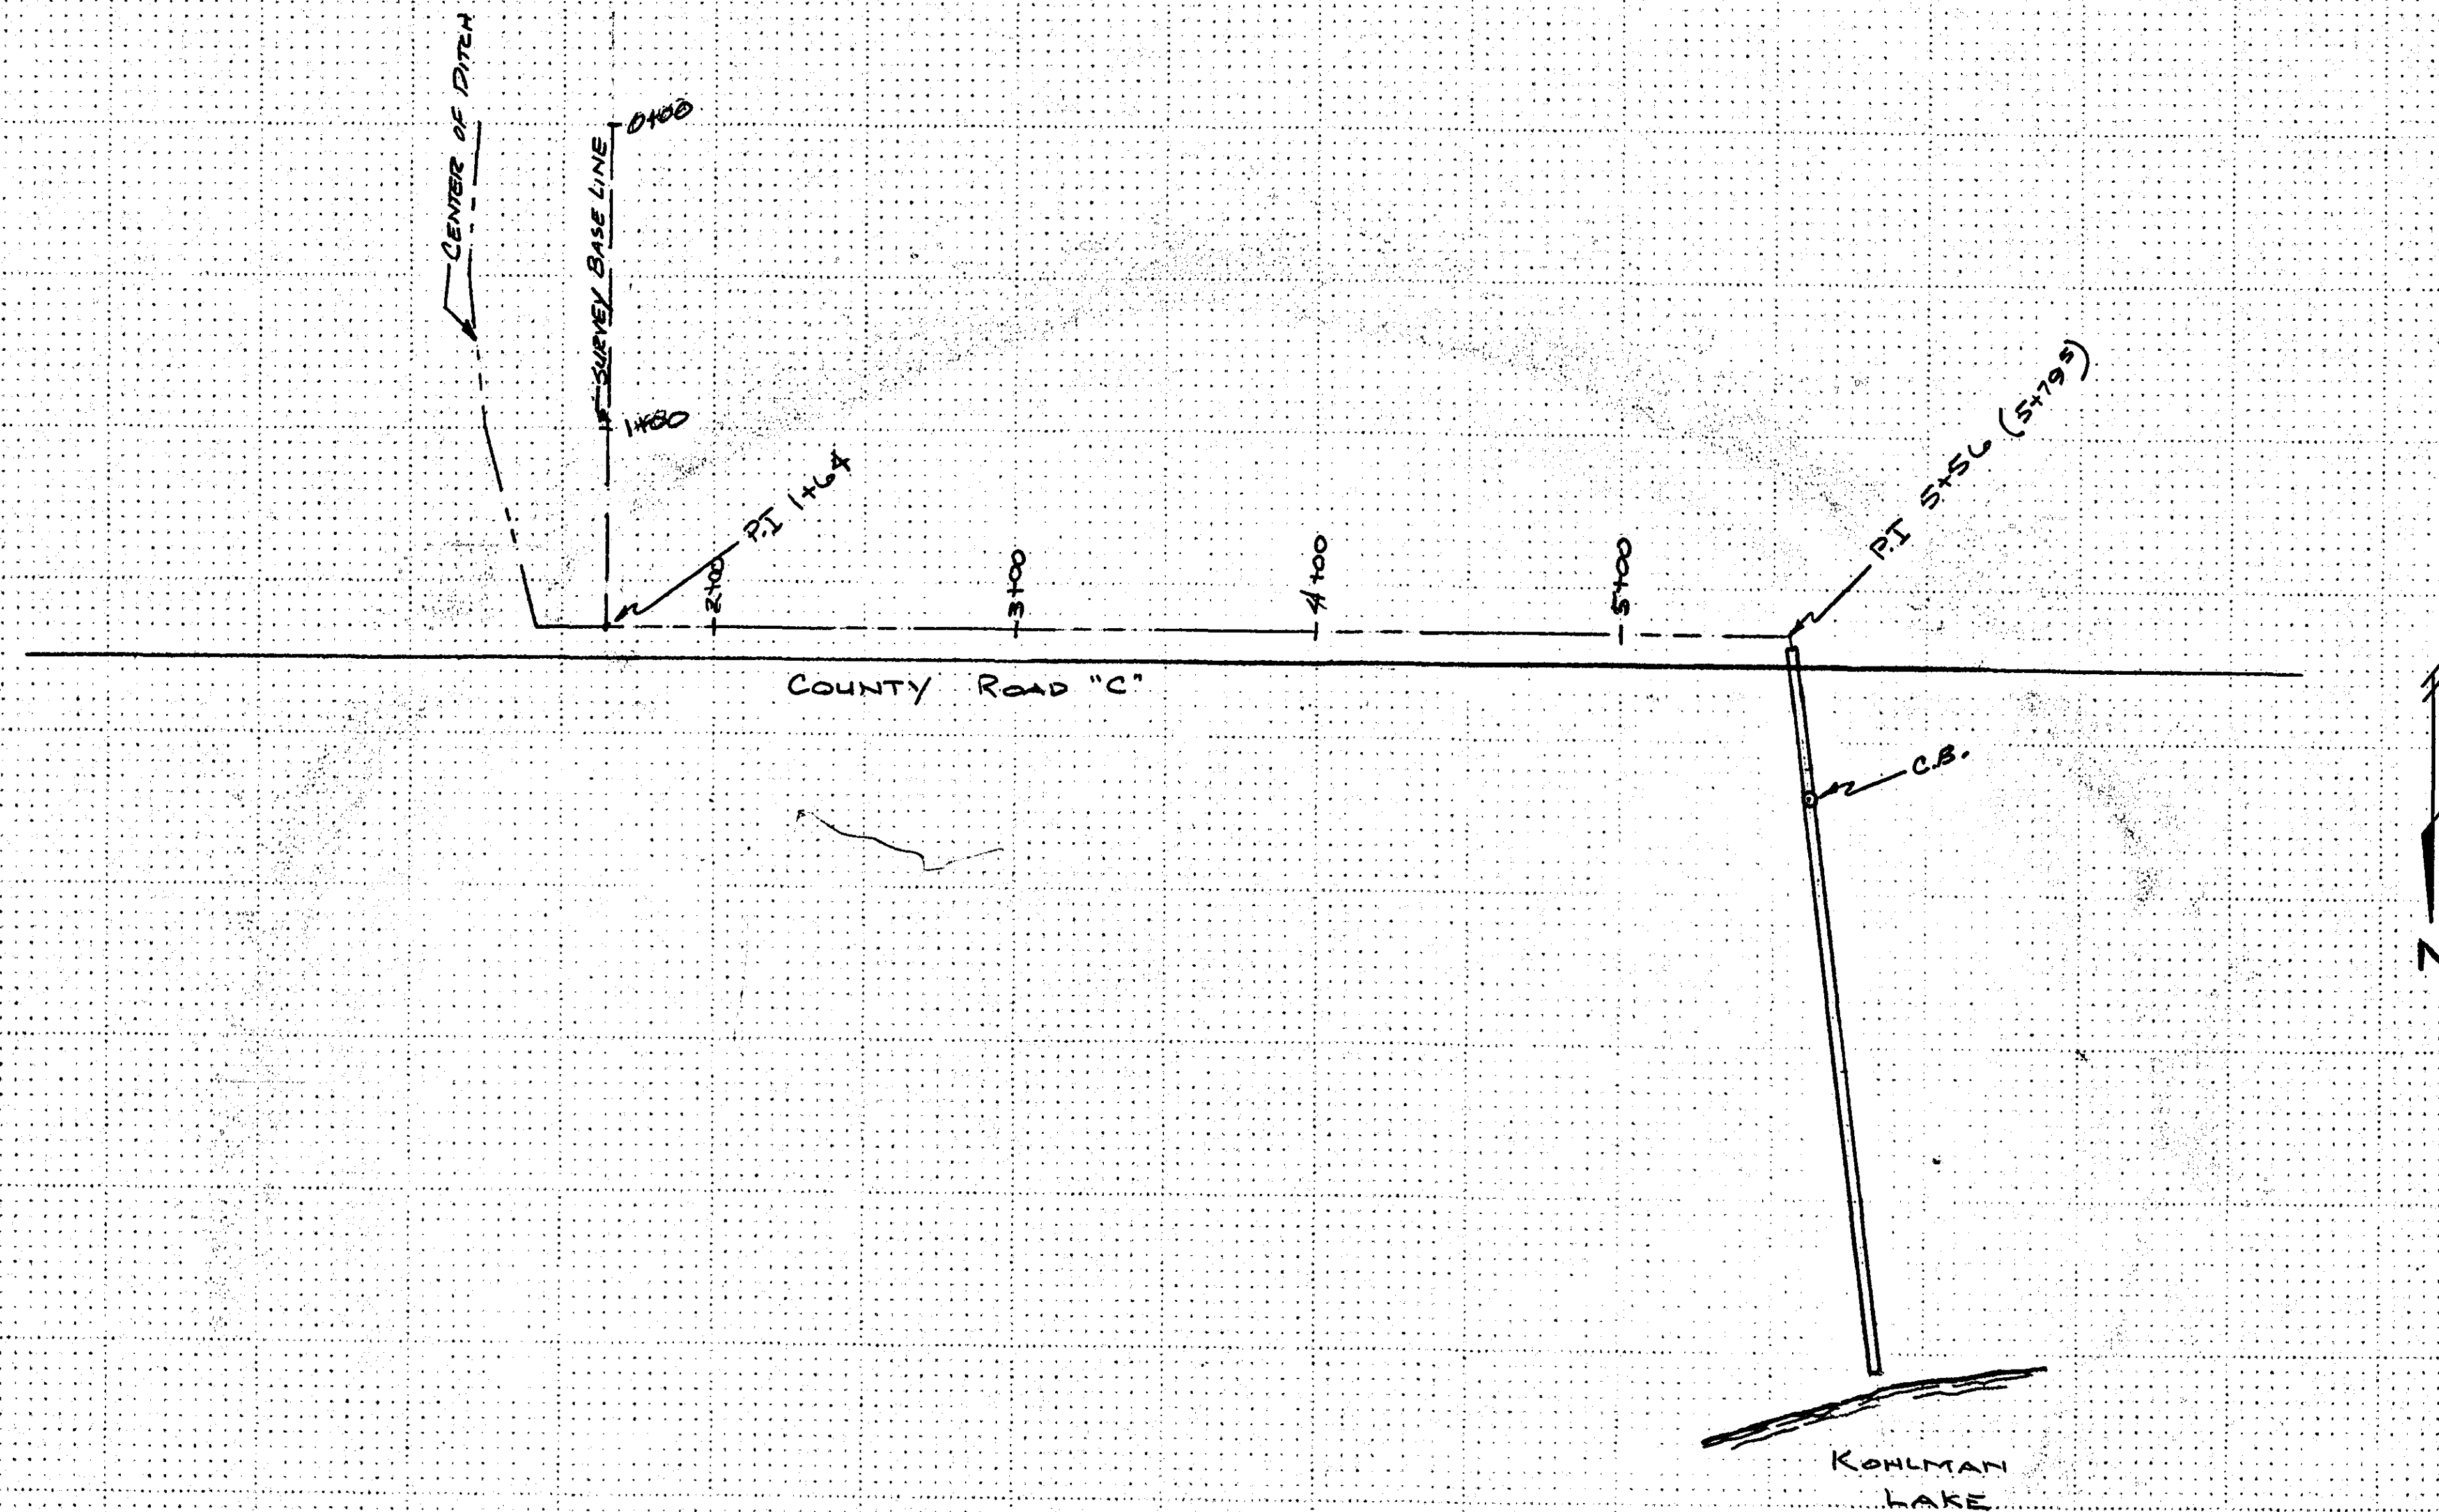 CENTER OF DITCH
SURVEY BASE LINE
0+00
1+00
P.I 1+64
2+00
3+00
4+00
5+00
P.I 5+56 (5+795)
COUNTY ROAD "C"
C.B.
N
KOHLMAN
LAKE